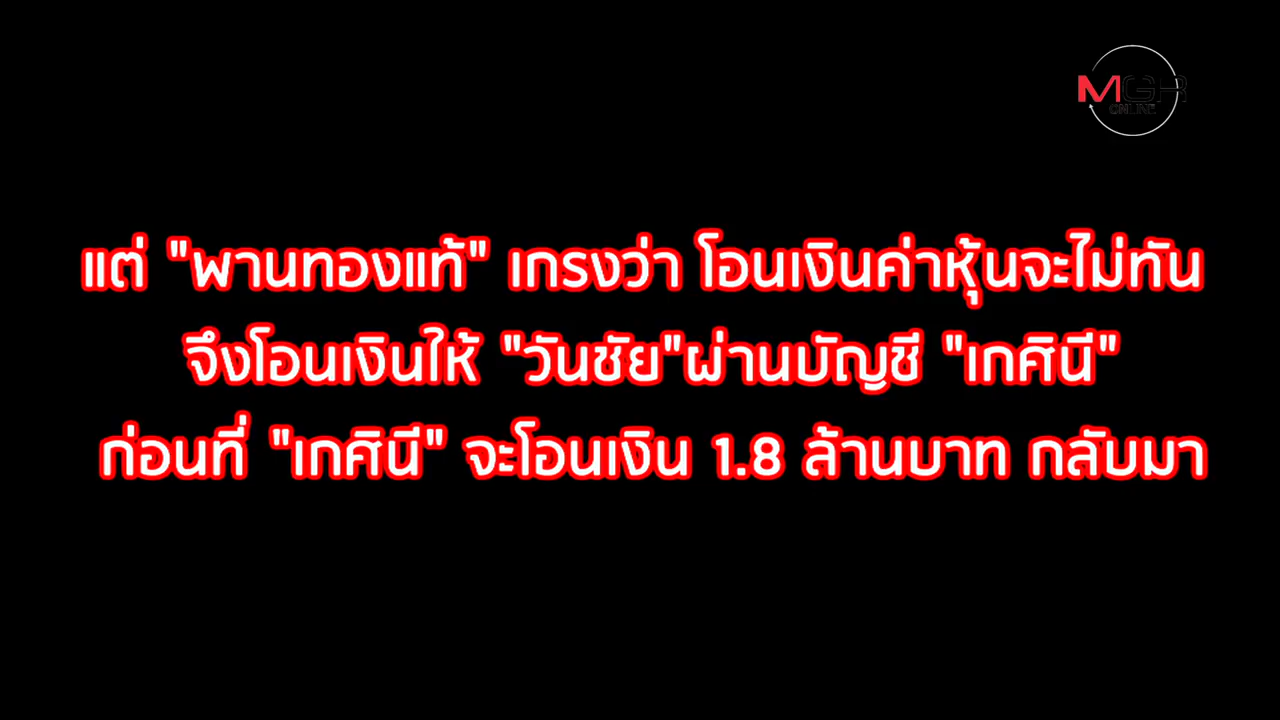 MGR
ONLINE
แต่ "พานทองแท้" เกรงว่า โอนเงินค่าหุ้นจะไม่ทัน
จึงโอนเงินให้ "วันชัย"ผ่านบัญชี "เกศินี"
ก่อนที่ "เกศินี" จะโอนเงิน 1.8 ล้านบาท กลับมา